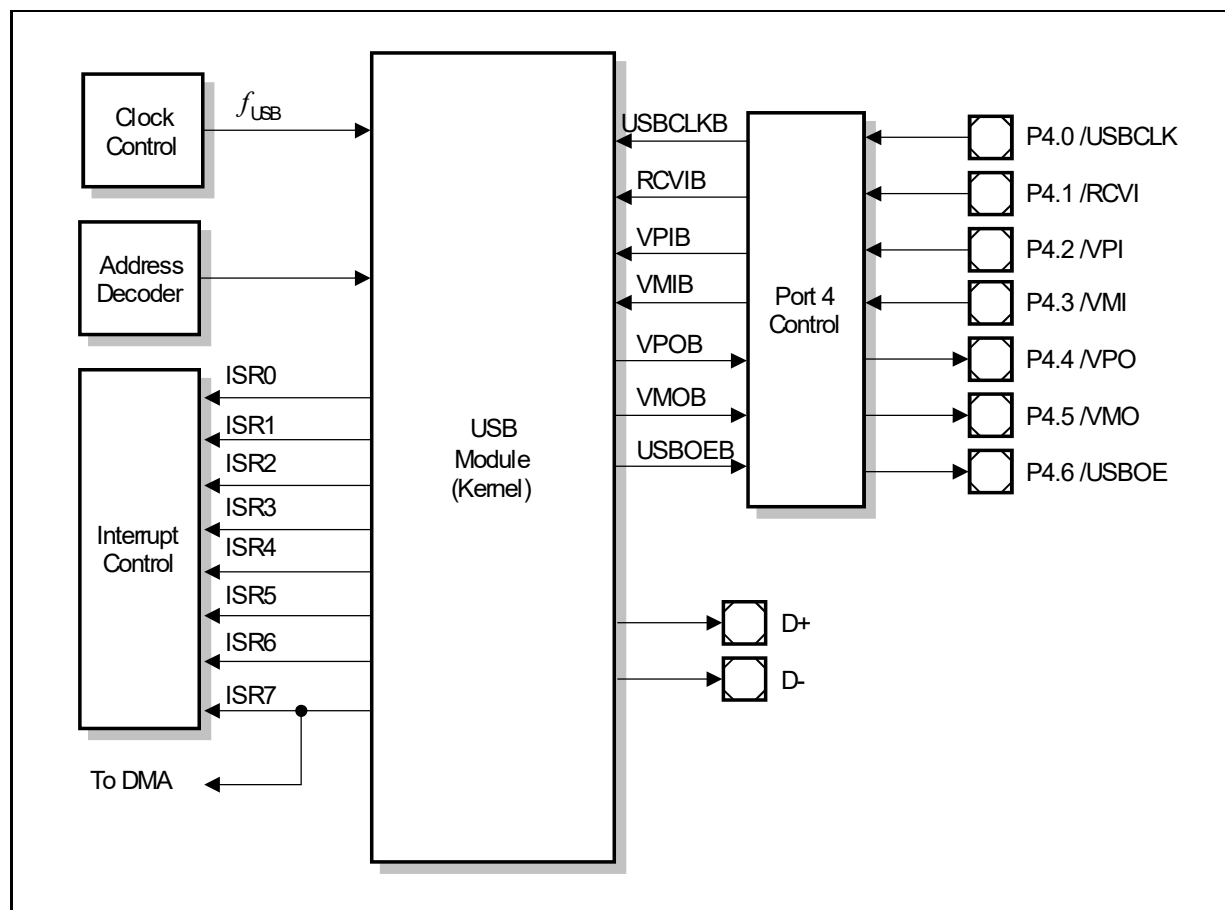 Clock
Control
fUSB
Address
Decoder
Interrupt
Control
ISR0
ISR1
ISR2
ISR3
ISR4
ISR5
ISR6
ISR7
To DMA
USB
Module
(Kernel)
USBCLKB
RCVIB
VPIB
VMIB
VPOB
VMOB
USBOEB
Port 4
Control
P4.0 /USBCLK
P4.1 /RCVI
P4.2 /VPI
P4.3 /VMI
P4.4 /VPO
P4.5 /VMO
P4.6 /USBOE
D+
D-